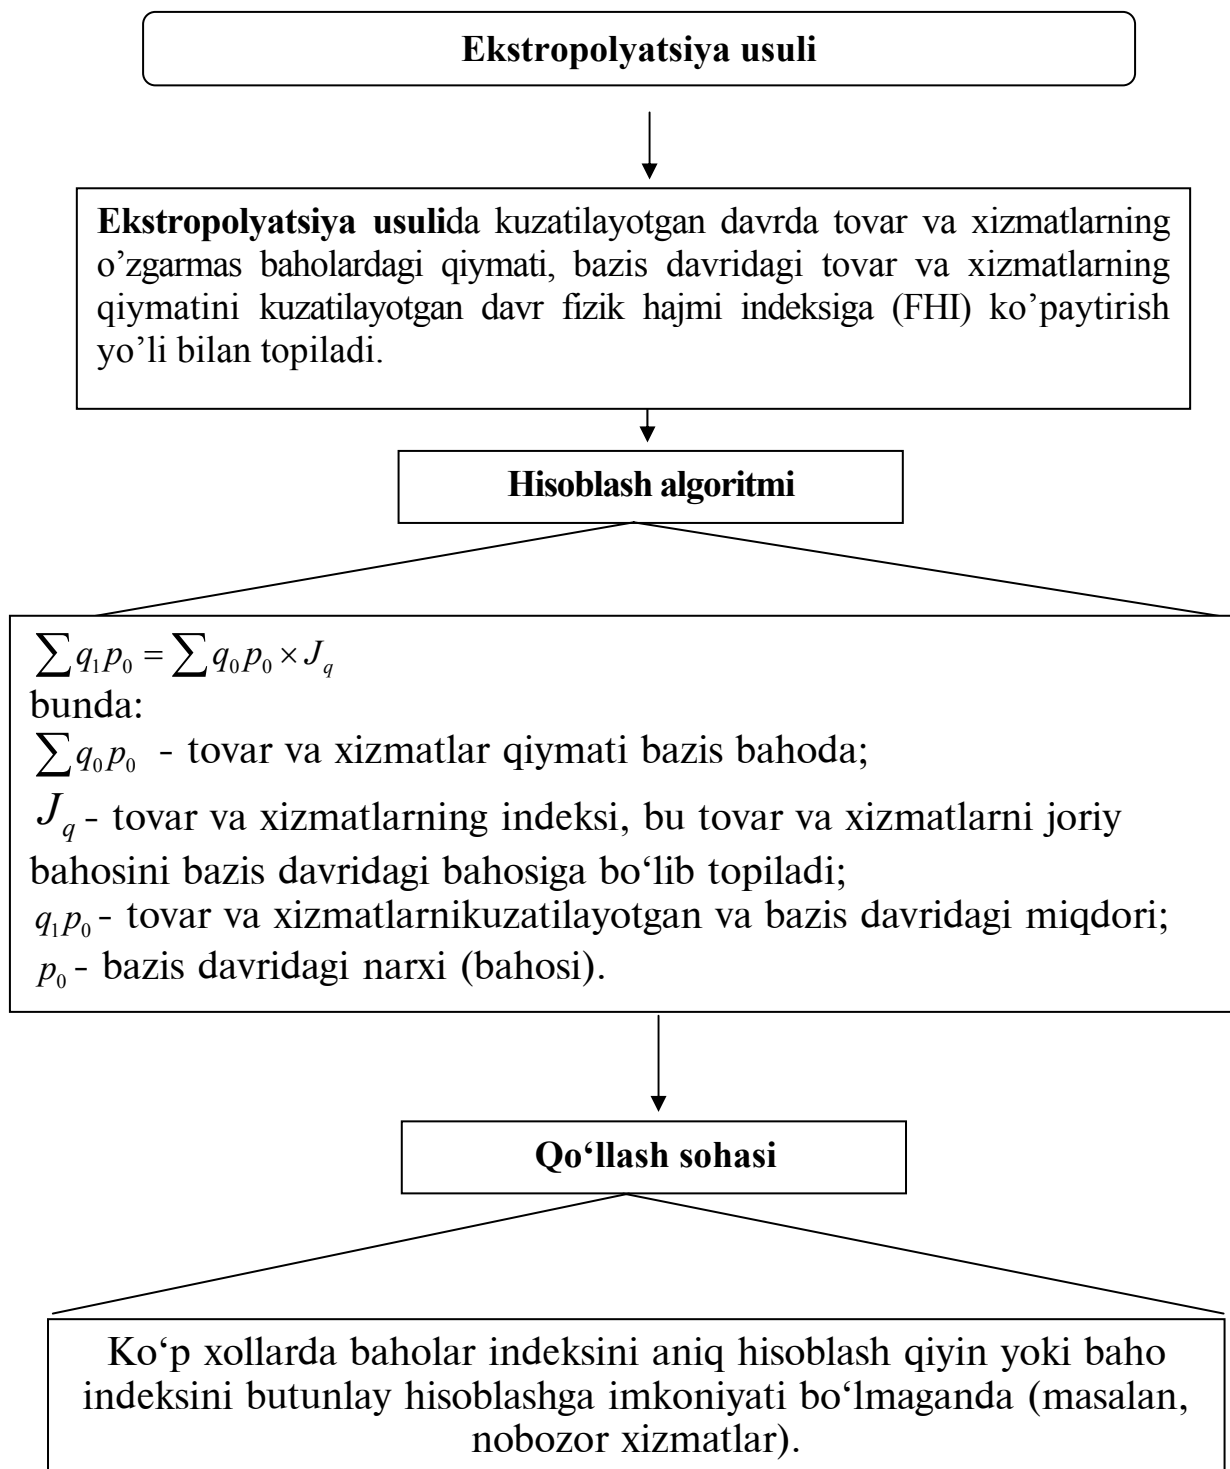 Ekstropolyatsiya usuli
Ekstropolyatsiya usulida kuzatilayotgan davrda tovar va xizmatlarning
o’zgarmas baholardagi qiymati, bazis davridagi tovar va xizmatlarning
qiymatini kuzatilayotgan davr fizik hajmi indeksiga (FHI) ko’paytirish
yo’li bilan topiladi.
Hisoblash algoritmi
∑q₁p₀ = ∑q₀p₀ × J_q
bunda:
∑q₀p₀ - tovar va xizmatlar qiymati bazis bahoda;
J_q - tovar va xizmatlarning indeksi, bu tovar va xizmatlarni joriy
bahosini bazis davridagi bahosiga bo‘lib topiladi;
q₁p₀ - tovar va xizmatlarnikuzatilayotgan va bazis davridagi miqdori;
p₀ - bazis davridagi narxi (bahosi).
Qo‘llash sohasi
Ko‘p xollarda baholar indeksini aniq hisoblash qiyin yoki baho
indeksini butunlay hisoblashga imkoniyati bo‘lmaganda (masalan,
nobozor xizmatlar).